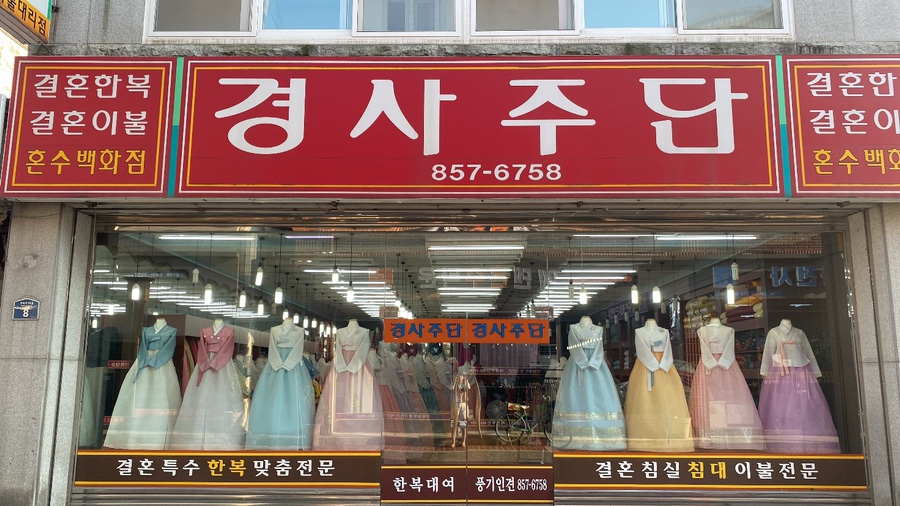 결혼한복
결혼이불
혼수백화점
경사주단
857-6758
결혼한
결혼이
혼수백화
경사주단 경사주단
8
결혼 특수 한복 맞춤전문
한복대여
풍기인견 857-6758
결혼 침실 침대 이불전문